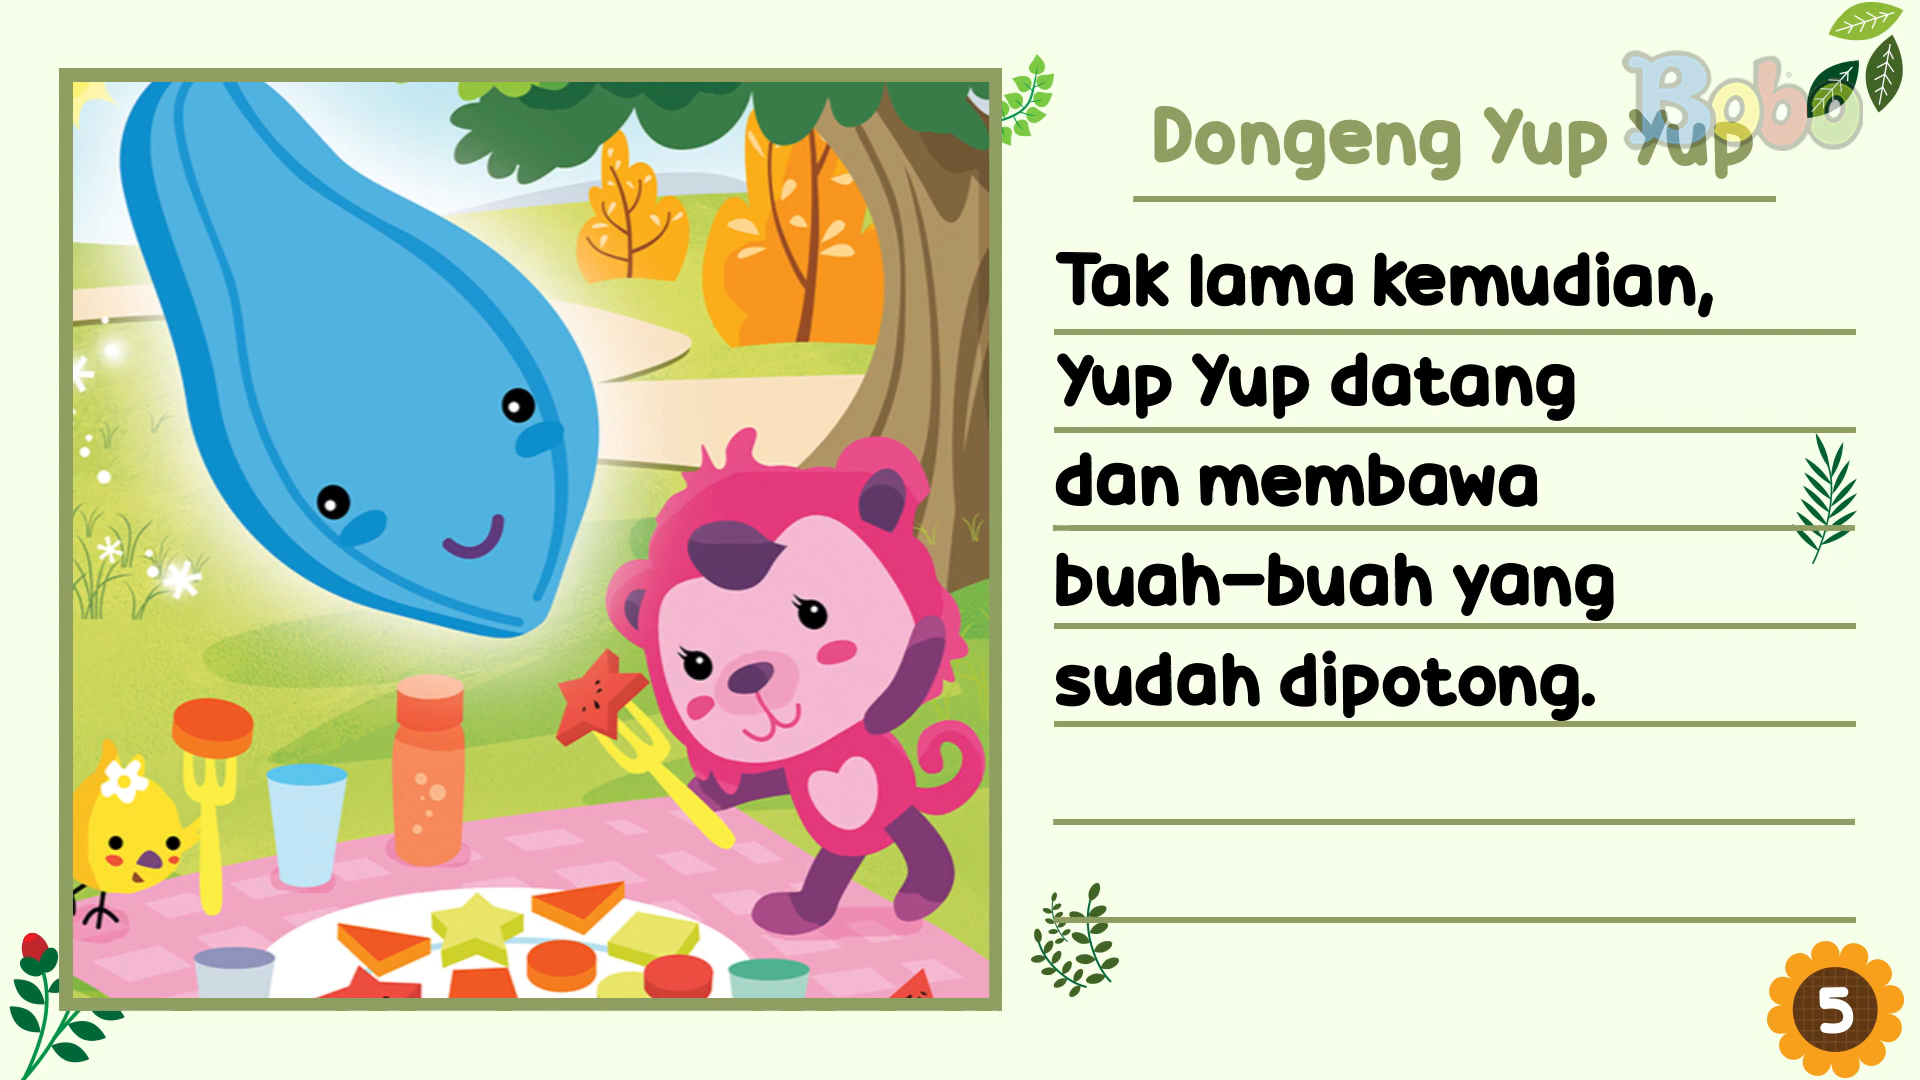 Bobo
Dongeng Yup Yup
Tak lama kemudian,
Yup Yup datang
dan membawa
buah-buah yang
sudah dipotong.
5